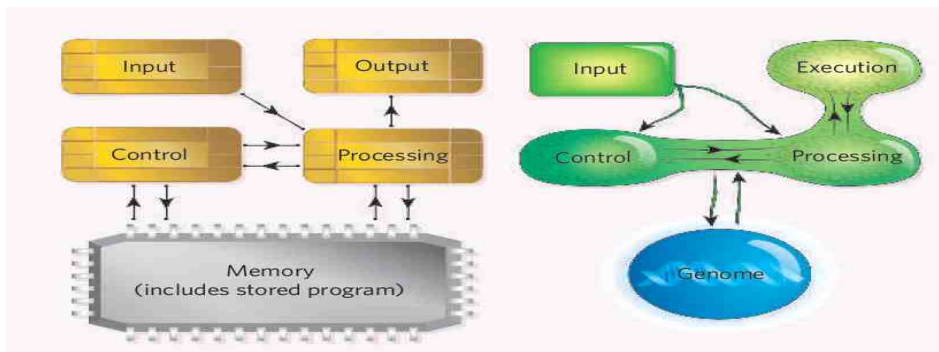 Input
Output
Control
Processing
Memory
(includes stored program)
Input
Execution
Control
Processing
Genome